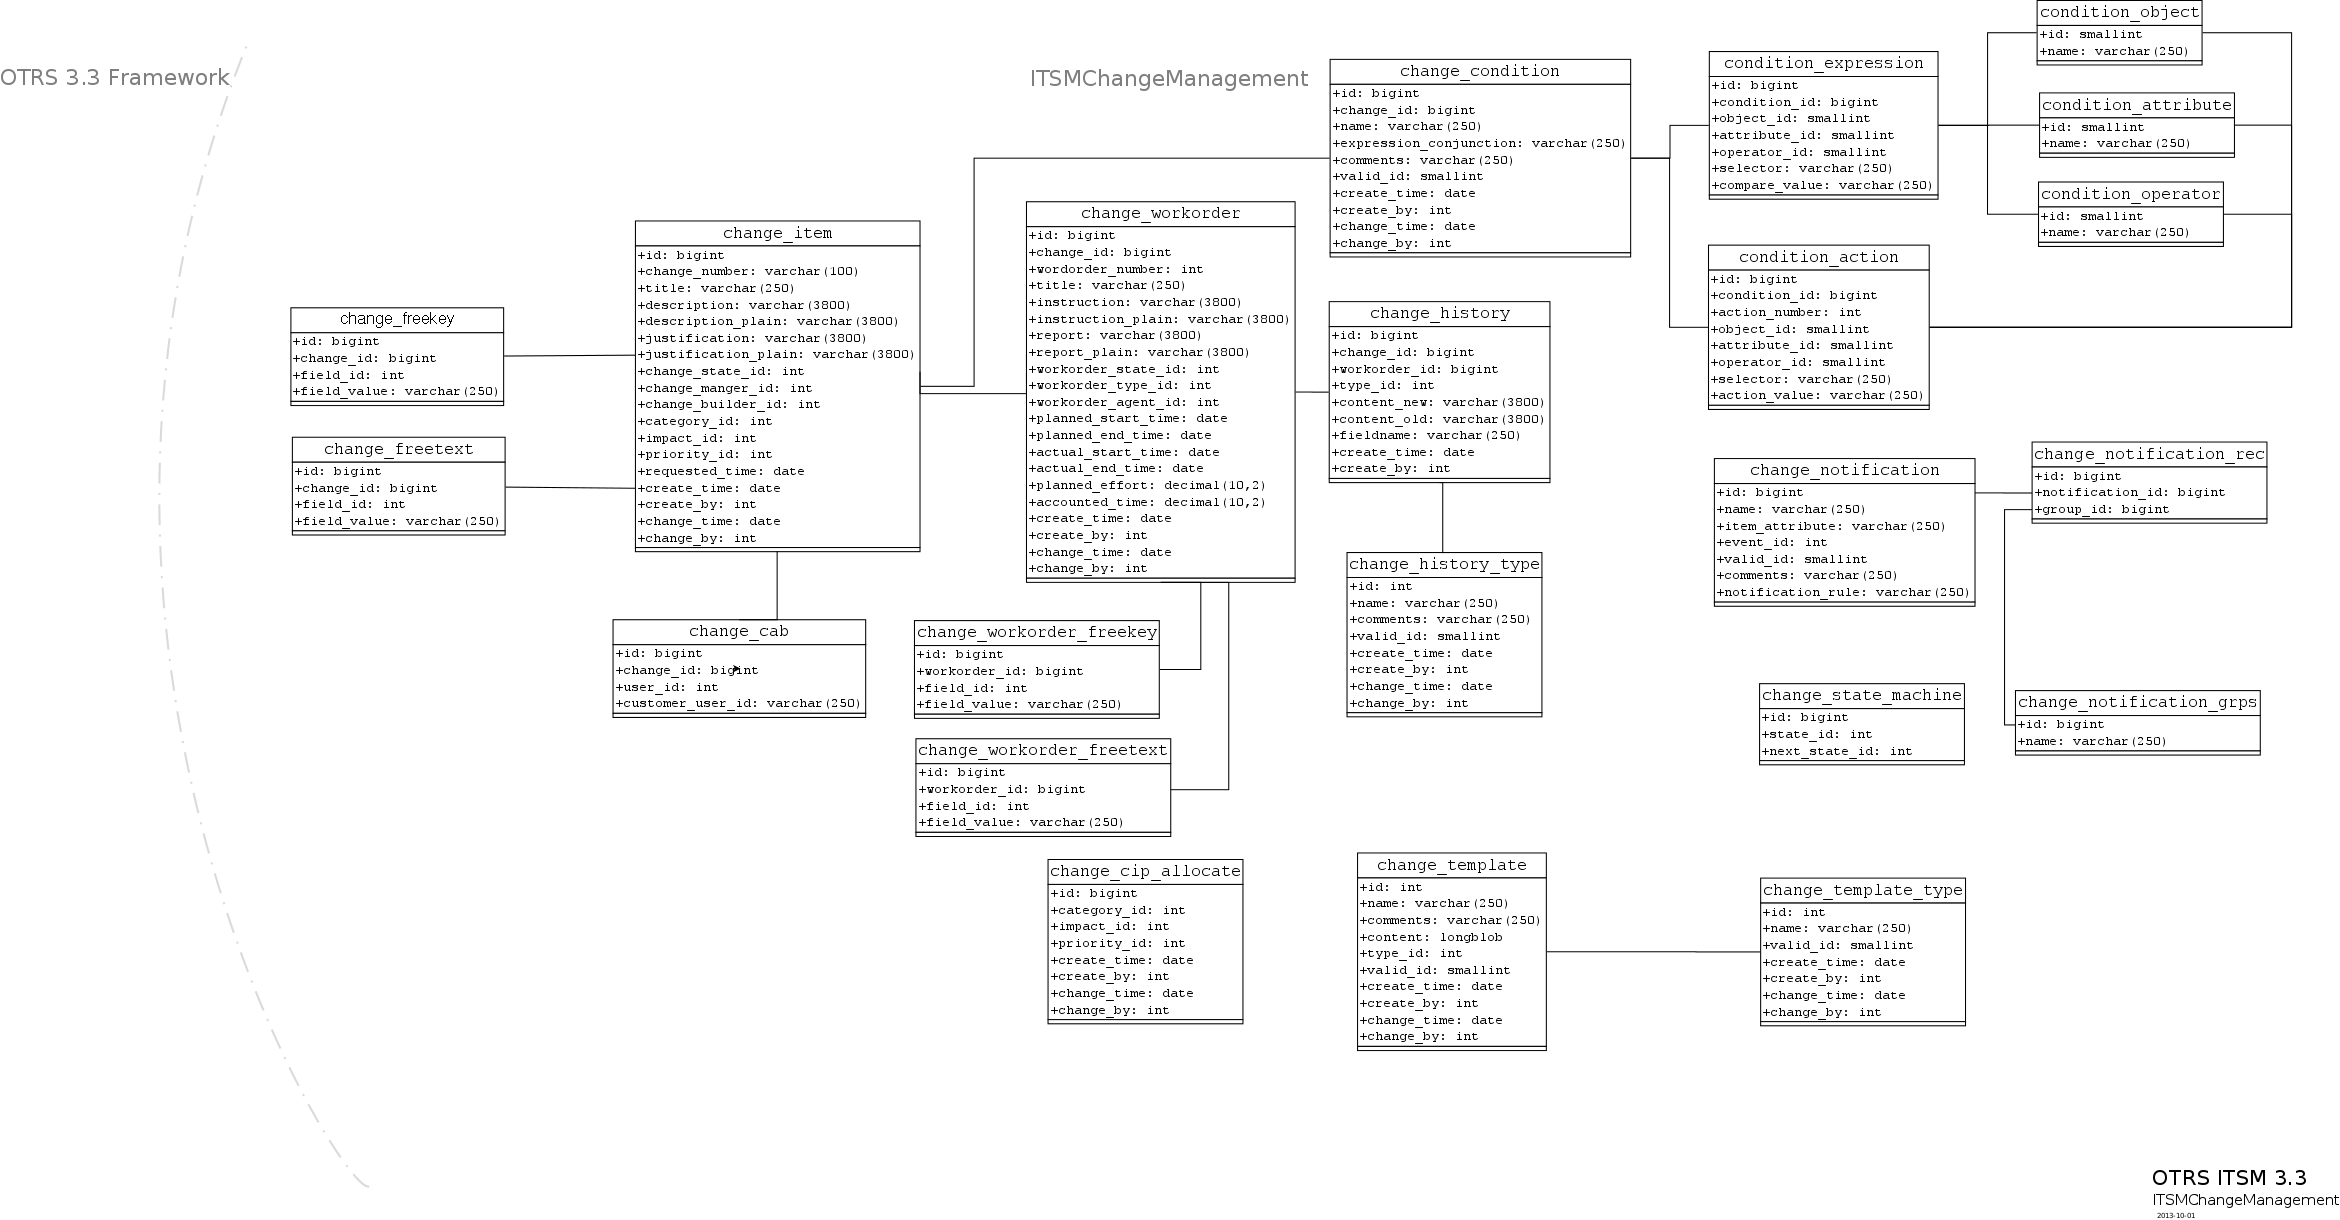 OTRS 3.3 Framework
ITSMChangeManagement
change_freekey
+id: bigint
+change_id: bigint
+field_id: int
+field_value: varchar(250)
change_freetext
+id: bigint
+change_id: bigint
+field_id: int
+field_value: varchar(250)
change_item
+id: bigint
+change_number: varchar(100)
+title: varchar(250)
+description: varchar(3800)
+description_plain: varchar(3800)
+justification: varchar(3800)
+justification_plain: varchar(3800)
+change_state_id: int
+change_manger_id: int
+change_builder_id: int
+category_id: int
+impact_id: int
+priority_id: int
+requested_time: date
+create_time: date
+create_by: int
+change_time: date
+change_by: int
change_cab
+id: bigint
+change_id: bigint
+user_id: int
+customer_user_id: varchar(250)
change_workorder
+id: bigint
+change_id: bigint
+wordorder_number: int
+title: varchar(250)
+instruction: varchar(3800)
+instruction_plain: varchar(3800)
+report: varchar(3800)
+report_plain: varchar(3800)
+workorder_state_id: int
+workorder_type_id: int
+workorder_agent_id: int
+planned_start_time: date
+planned_end_time: date
+actual_start_time: date
+actual_end_time: date
+planned_effort: decimal(10,2)
+accounted_time: decimal(10,2)
+create_time: date
+create_by: int
+change_time: date
+change_by: int
change_workorder_freekey
+id: bigint
+workorder_id: bigint
+field_id: int
+field_value: varchar(250)
change_workorder_freetext
+id: bigint
+workorder_id: bigint
+field_id: int
+field_value: varchar(250)
change_cip_allocate
+id: bigint
+category_id: int
+impact_id: int
+priority_id: int
+create_time: date
+create_by: int
+change_time: date
+change_by: int
change_condition
+id: bigint
+change_id: bigint
+name: varchar(250)
+expression_conjunction: varchar(250)
+comments: varchar(250)
+valid_id: smallint
+create_time: date
+create_by: int
+change_time: date
+change_by: int
change_history
+id: bigint
+change_id: bigint
+workorder_id: bigint
+type_id: int
+content_new: varchar(3800)
+content_old: varchar(3800)
+fieldname: varchar(250)
+create_time: date
+create_by: int
change_history_type
+id: int
+name: varchar(250)
+comments: varchar(250)
+valid_id: smallint
+create_time: date
+create_by: int
+change_time: date
+change_by: int
change_template
+id: int
+name: varchar(250)
+comments: varchar(250)
+content: longblob
+type_id: int
+valid_id: smallint
+create_time: date
+create_by: int
+change_time: date
+change_by: int
condition_expression
+id: bigint
+condition_id: bigint
+object_id: smallint
+attribute_id: smallint
+operator_id: smallint
+selector: varchar(250)
+compare_value: varchar(250)
condition_action
+id: bigint
+condition_id: bigint
+action_number: int
+object_id: smallint
+attribute_id: smallint
+operator_id: smallint
+selector: varchar(250)
+action_value: varchar(250)
condition_object
+id: smallint
+name: varchar(250)
condition_attribute
+id: smallint
+name: varchar(250)
condition_operator
+id: smallint
+name: varchar(250)
change_notification
+id: bigint
+name: varchar(250)
+item_attribute: varchar(250)
+event_id: int
+valid_id: smallint
+comments: varchar(250)
+notification_rule: varchar(250)
change_notification_rec
+id: bigint
+notification_id: bigint
+group_id: bigint
change_state_machine
+id: bigint
+state_id: int
+next_state_id: int
change_notification_grps
+id: bigint
+name: varchar(250)
change_template_type
+id: int
+name: varchar(250)
+valid_id: smallint
+create_time: date
+create_by: int
+change_time: date
+change_by: int
OTRS ITSM 3.3
ITSMChangeManagement
2013-10-01